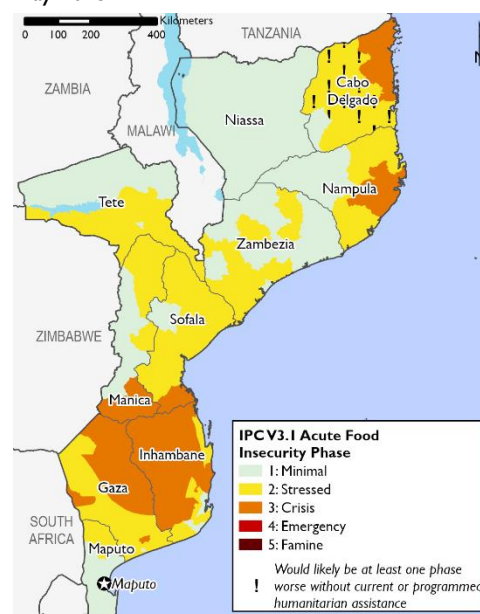 0 100 200 400
Kilometers
TANZANIA
ZAMBIA
MALAWI
Cabo
Delgado
Niassa
Nampula
Tete
Zambezia
ZIMBABWE
Sofala
Manica
Inhambane
Gaza
SOUTH
AFRICA
Maputo
Maputo
IPC V3.1 Acute Food
Insecurity Phase
1: Minimal
2: Stressed
3: Crisis
4: Emergency
5: Famine
! Would likely be at least one phase
worse without current or programmed
humanitarian assistance